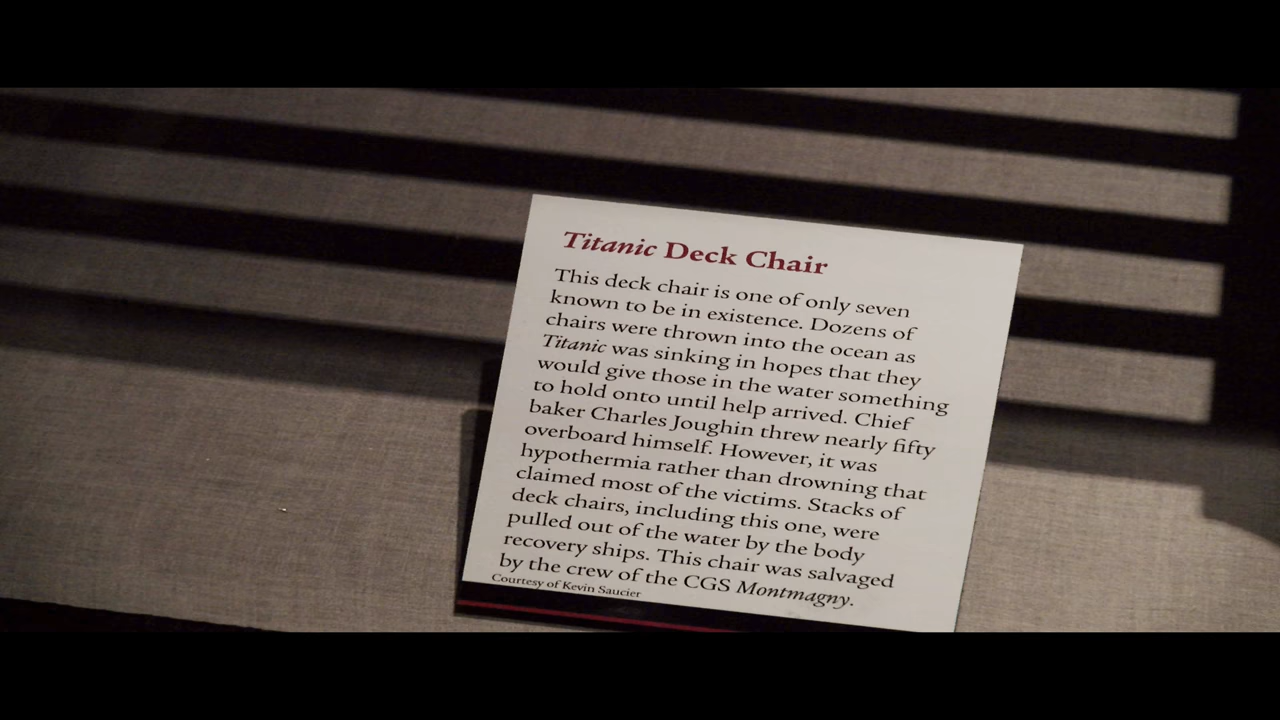 Titanic Deck Chair
This deck chair is one of only seven
known to be in existence. Dozens of
chairs were thrown into the ocean as
Titanic was sinking in hopes that they
would give those in the water something
to hold onto until help arrived. Chief
baker Charles Joughin threw nearly fifty
overboard himself. However, it was
hypothermia rather than drowning that
claimed most of the victims. Stacks of
deck chairs, including this one, were
pulled out of the water by the body
recovery ships. This chair was salvaged
by the crew of the CGS Montmagny.
Courtesy of Kevin Saucier